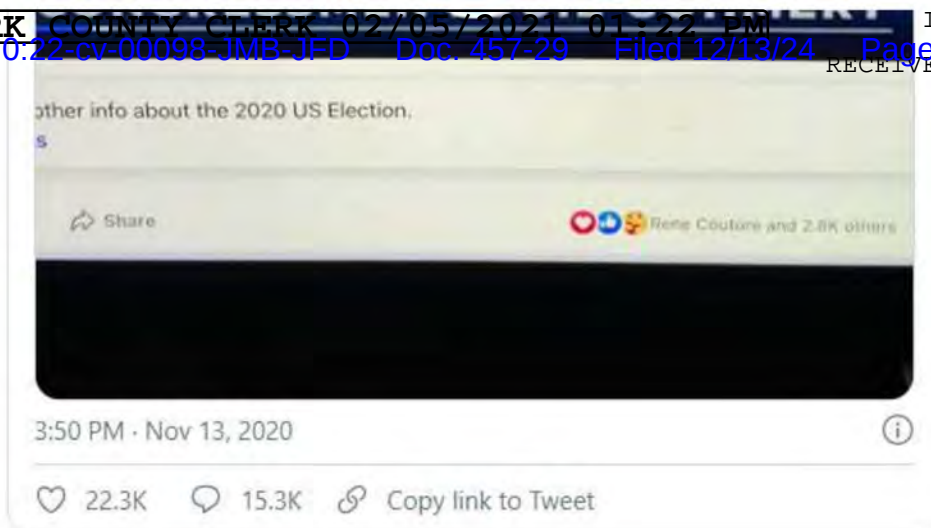 RK COUNTY CLERK 02/05/2021 01:22 PM
0:22-cv-00098-JMB-JFD Doc. 457-29 Filed 12/13/24 Page
RECEIVE
other info about the 2020 US Election.
s
Share
Rene Couture and 2.8K others
3:50 PM · Nov 13, 2020
22.3K 15.3K Copy link to Tweet